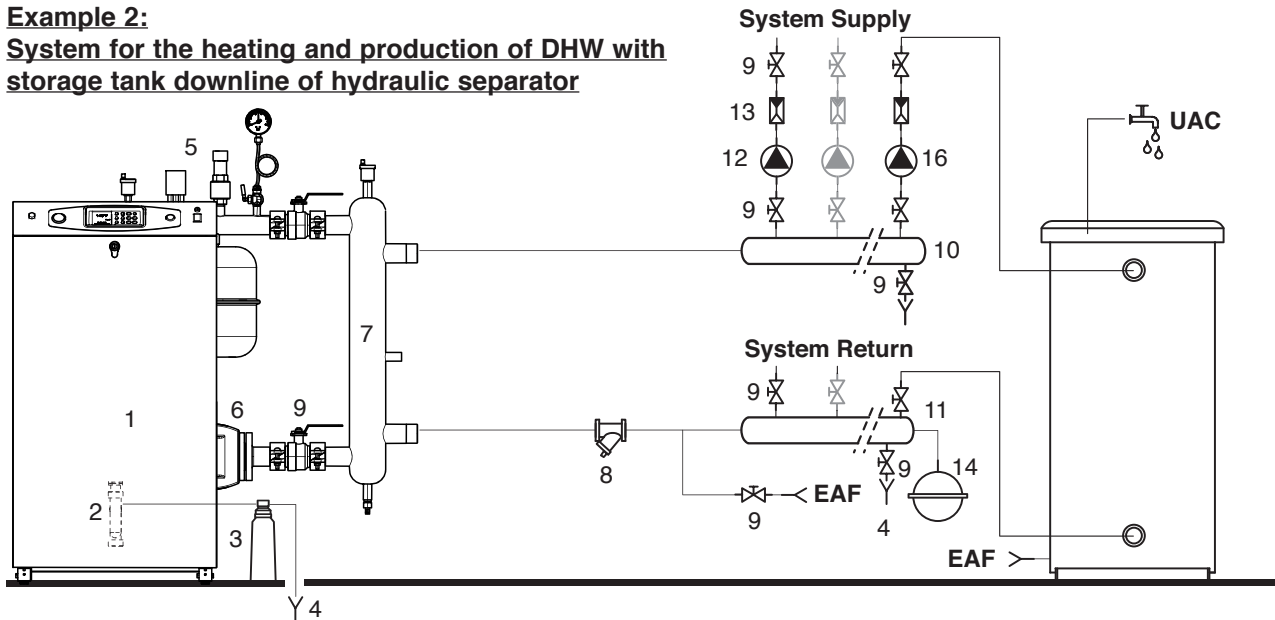 Example 2:
System for the heating and production of DHW with
storage tank downline of hydraulic separator
System Supply
9
13
12
16
9
10
9
UAC
5
7
1
6
9
2
3
4
System Return
9
11
8
9
EAF
9
4
14
EAF